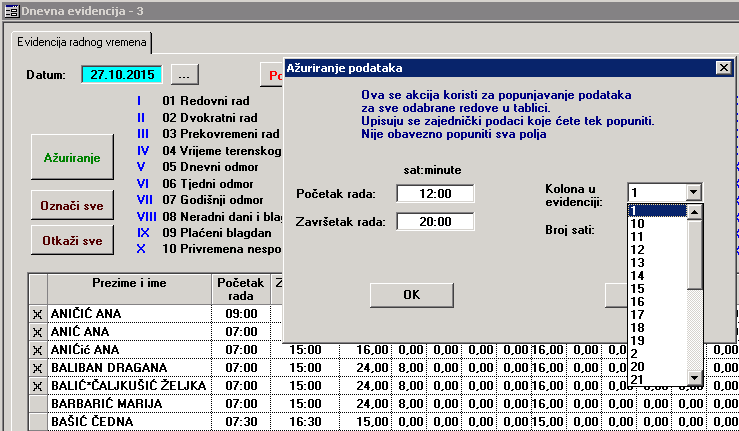 Dnevna evidencija - 3
Evidencija radnog vremena
Datum: 27.10.2015 ...
I 01 Redovni rad
II 02 Dvokratni rad
III 03 Prekovremeni rad
IV 04 Vrijeme terenskog
V 05 Dnevni odmor
VI 06 Tjedni odmor
VII 07 Godišnji odmor
VIII 08 Neradni dani i
IX 09 Plaćeni blagdan
X 10 Privremena
Ažuriranje
Označi sve
Otkaži sve
Ažuriranje podataka
Ova se akcija koristi za popunjavanje podataka
za sve odabrane redove u tablici.
Upisuju se zajednički podaci koje ćete tek popuniti.
Nije obavezno popuniti sva polja
sat:minute
Početak rada: 12:00
Završetak rada: 20:00
Kolona u
evidenciji: 1
Broj sati:
1
10
11
12
13
14
15
16
17
18
19
2
20
21
OK
Prezime i ime
Početak
rada
X ANIČIĆ ANA 09:00
X ANIĆ ANA 07:00
X ANIĆić ANA 07:00 15:00 16,00 0,00 0,00 0,00 0,00 16,00 0,00 0,00 0,00
X BALIBAN DRAGANA 07:00 15:00 24,00 8,00 0,00 0,00 0,00 16,00 0,00 0,00 0,00
X BALIĆ*ČALJKUŠIĆ ŽELJKA 07:00 15:00 24,00 8,00 0,00 0,00 0,00 16,00 0,00 0,00 0,00 0,00 0,00
BARBARIĆ MARIJA 07:00 15:00 24,00 8,00 0,00 0,00 0,00 16,00 0,00 0,00 0,00 0,00 0,00
BAŠIĆ ČEDNA 07:30 16:30 15,00 0,00 0,00 0,00 0,00 15,00 0,00 0,00 0,00 0,00 0,00